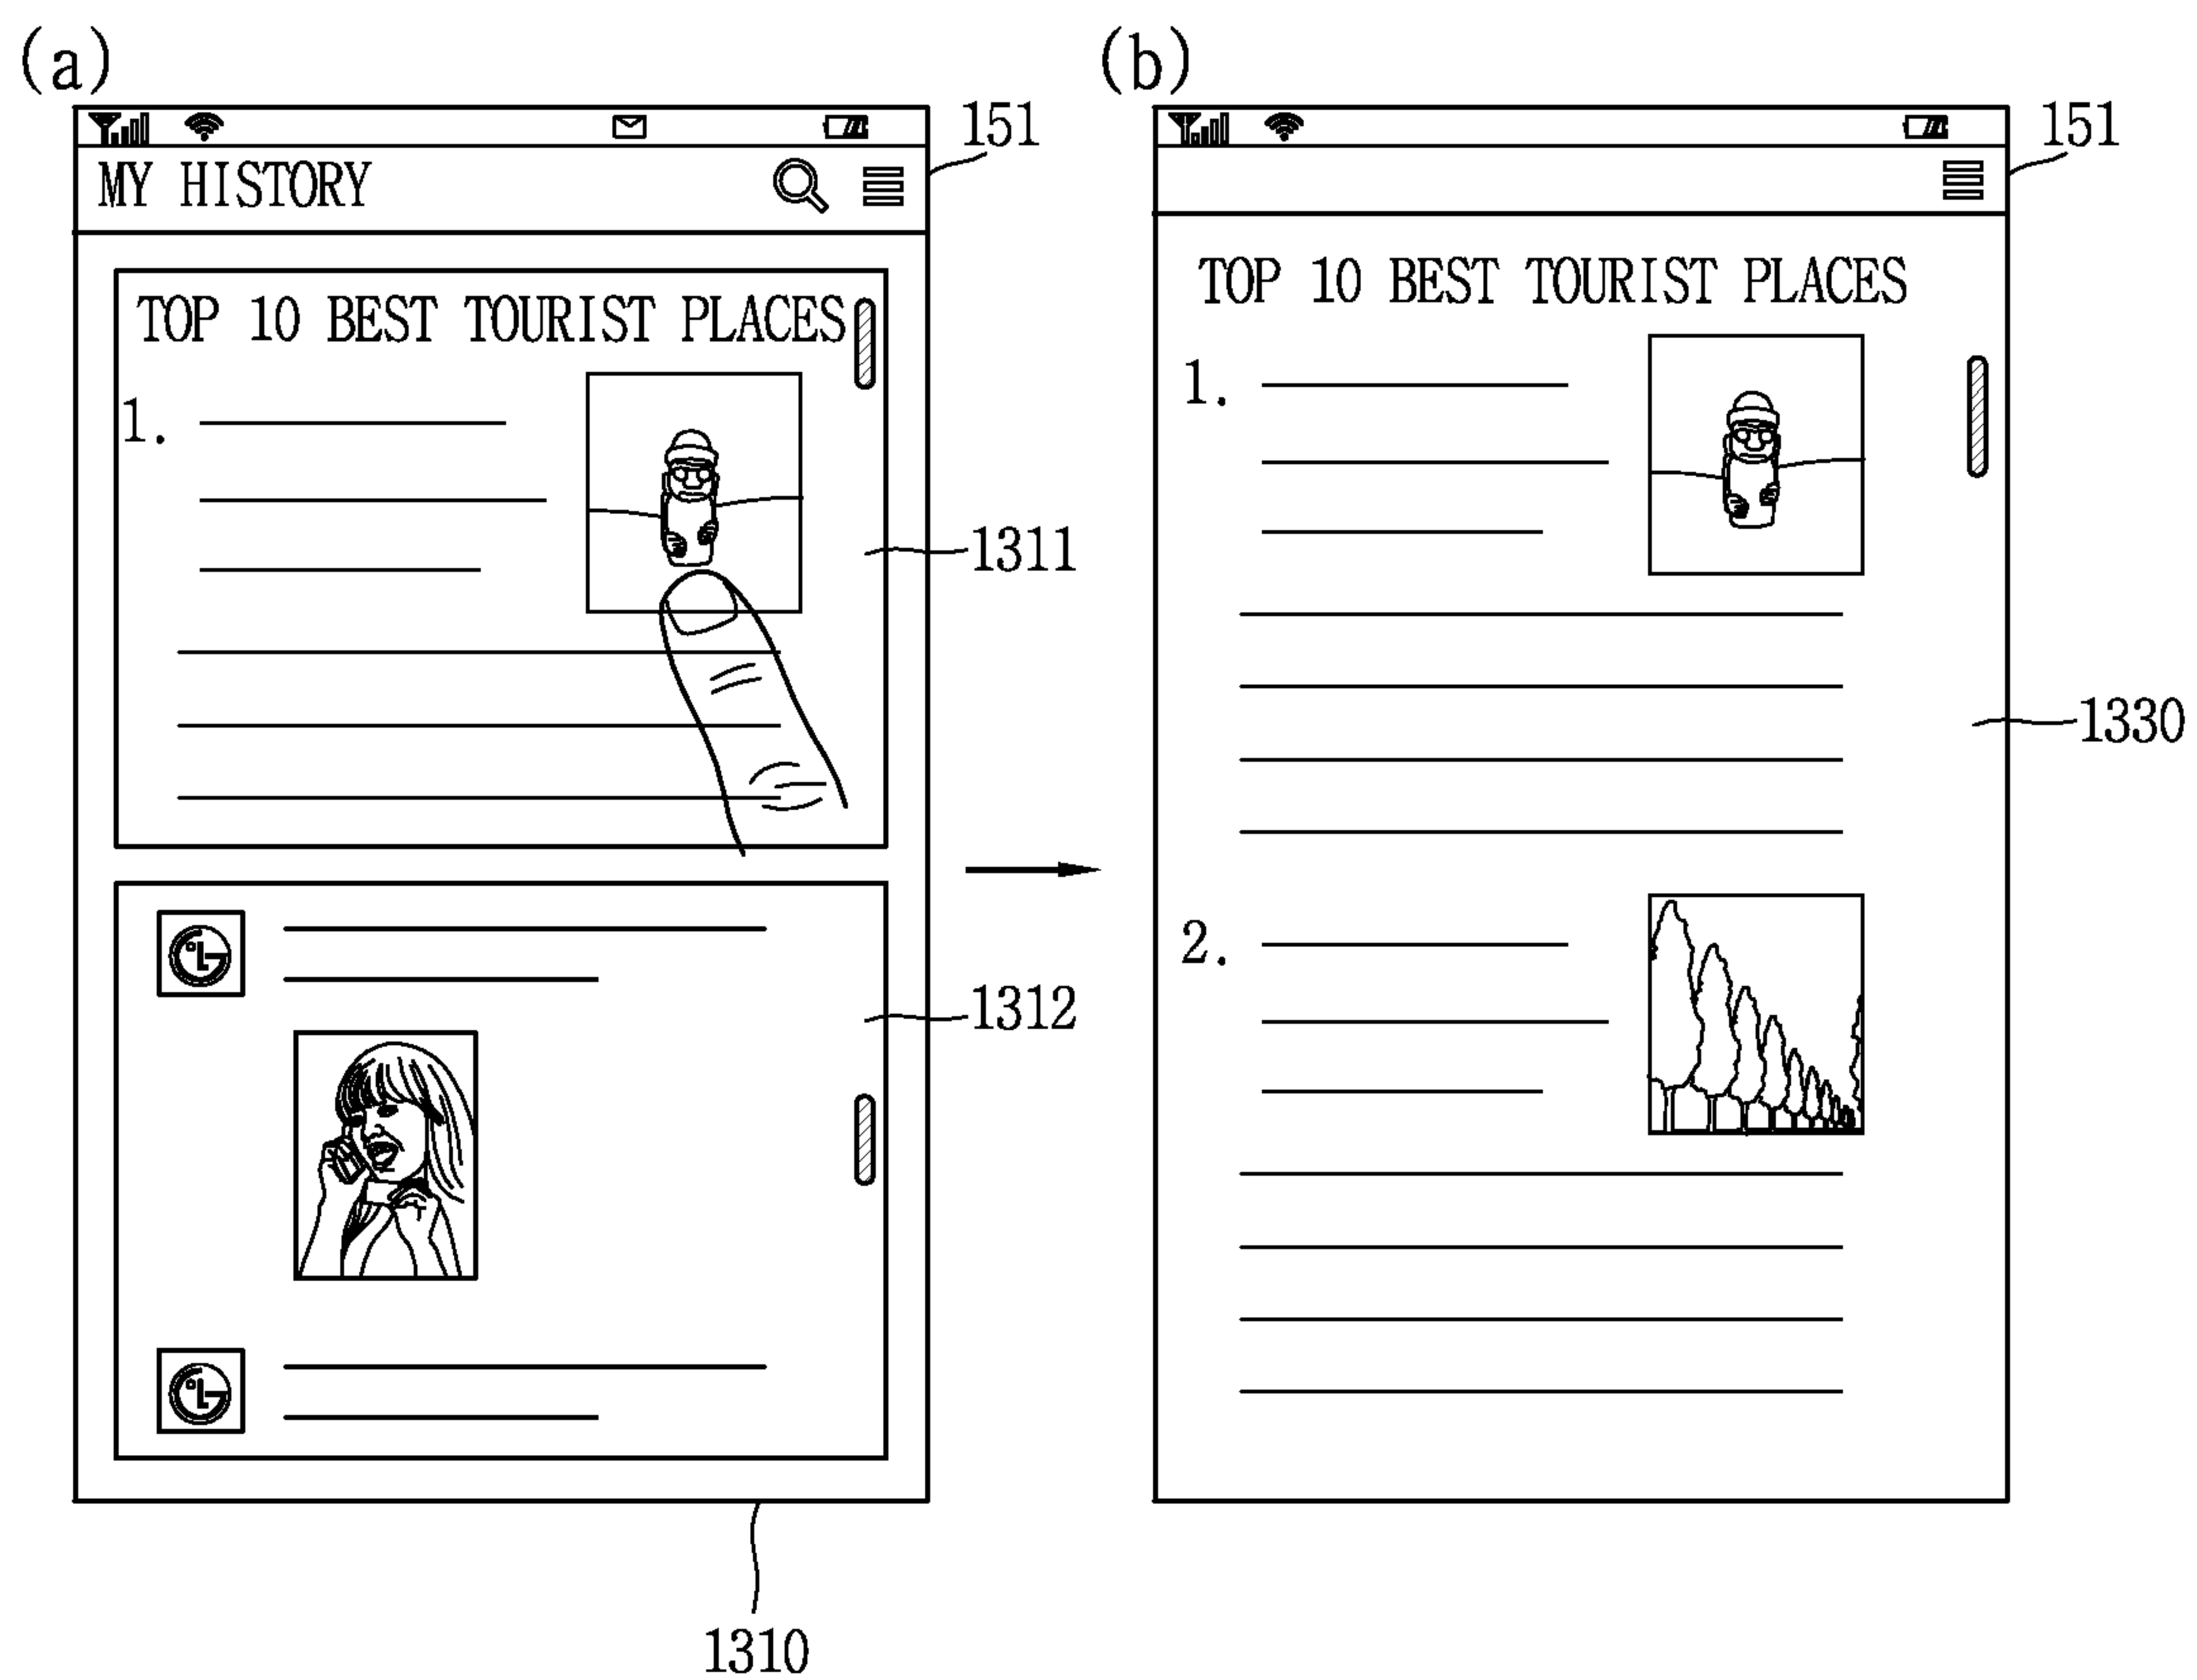 (a)
151
MY HISTORY
TOP 10 BEST TOURIST PLACES
1.
1311
1312
1310
(b)
151
TOP 10 BEST TOURIST PLACES
1.
1330
2.